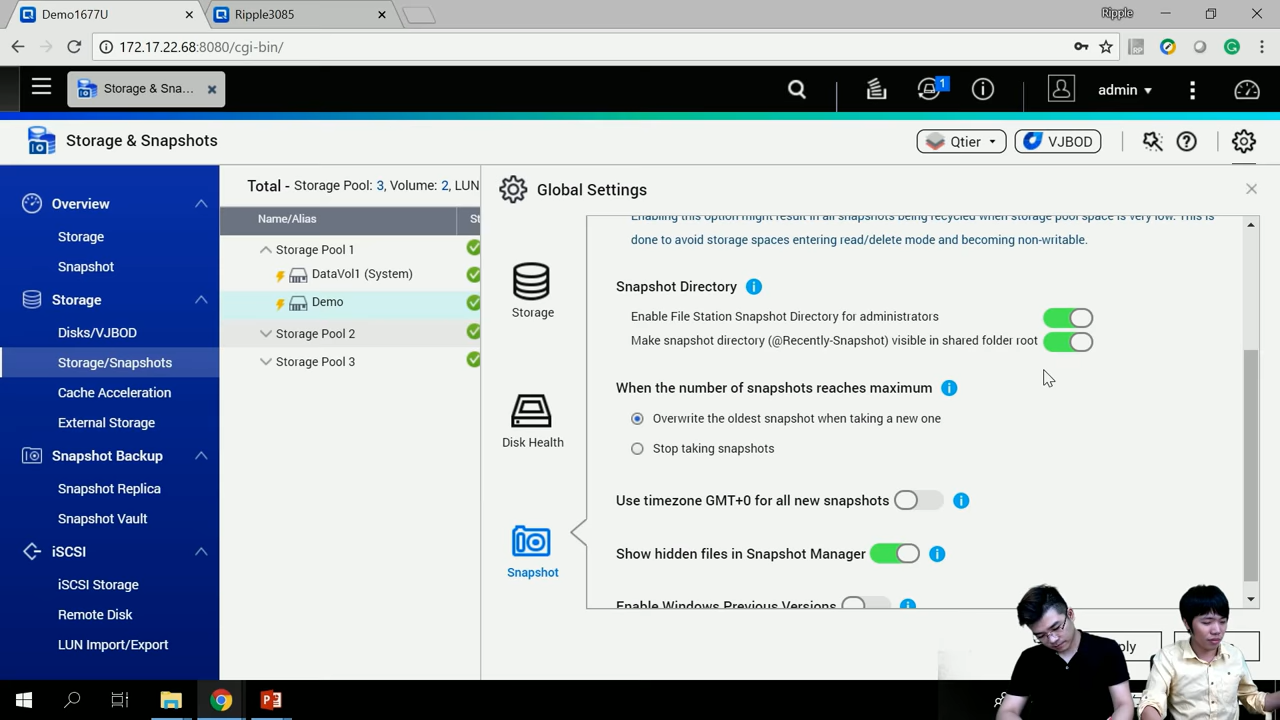 Demo1677U
Ripple3085
Ripple
172.17.22.68:8080/cgi-bin/
Storage & Sna...
1
admin
Storage & Snapshots
Qtier
VJBOD
Overview
Storage
Snapshot
Storage
Disks/VJBOD
Storage/Snapshots
Cache Acceleration
External Storage
Snapshot Backup
Snapshot Replica
Snapshot Vault
iSCSI
iSCSI Storage
Remote Disk
LUN Import/Export
Total - Storage Pool: 3, Volume: 2, LUN
Name/Alias
St
Storage Pool 1
DataVol1 (System)
Demo
Storage Pool 2
Storage Pool 3
Global Settings
Storage
Disk Health
Snapshot
Enabling this option might result in all snapshots being recycled when storage pool space is very low. This is
done to avoid storage spaces entering read/delete mode and becoming non-writable.
Snapshot Directory
Enable File Station Snapshot Directory for administrators
Make snapshot directory (@Recently-Snapshot) visible in shared folder root
When the number of snapshots reaches maximum
Overwrite the oldest snapshot when taking a new one
Stop taking snapshots
Use timezone GMT+0 for all new snapshots
Show hidden files in Snapshot Manager
Enable Windows Previous Versions